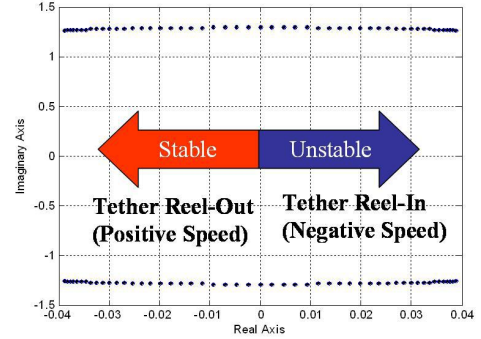 1.5
1
0.5
0
-0.5
-1
-1.5
Imaginary Axis
Stable
Unstable
Tether Reel-Out
(Positive Speed)
Tether Reel-In
(Negative Speed)
-0.04 -0.03 -0.02 -0.01 0 0.01 0.02 0.03 0.04
Real Axis